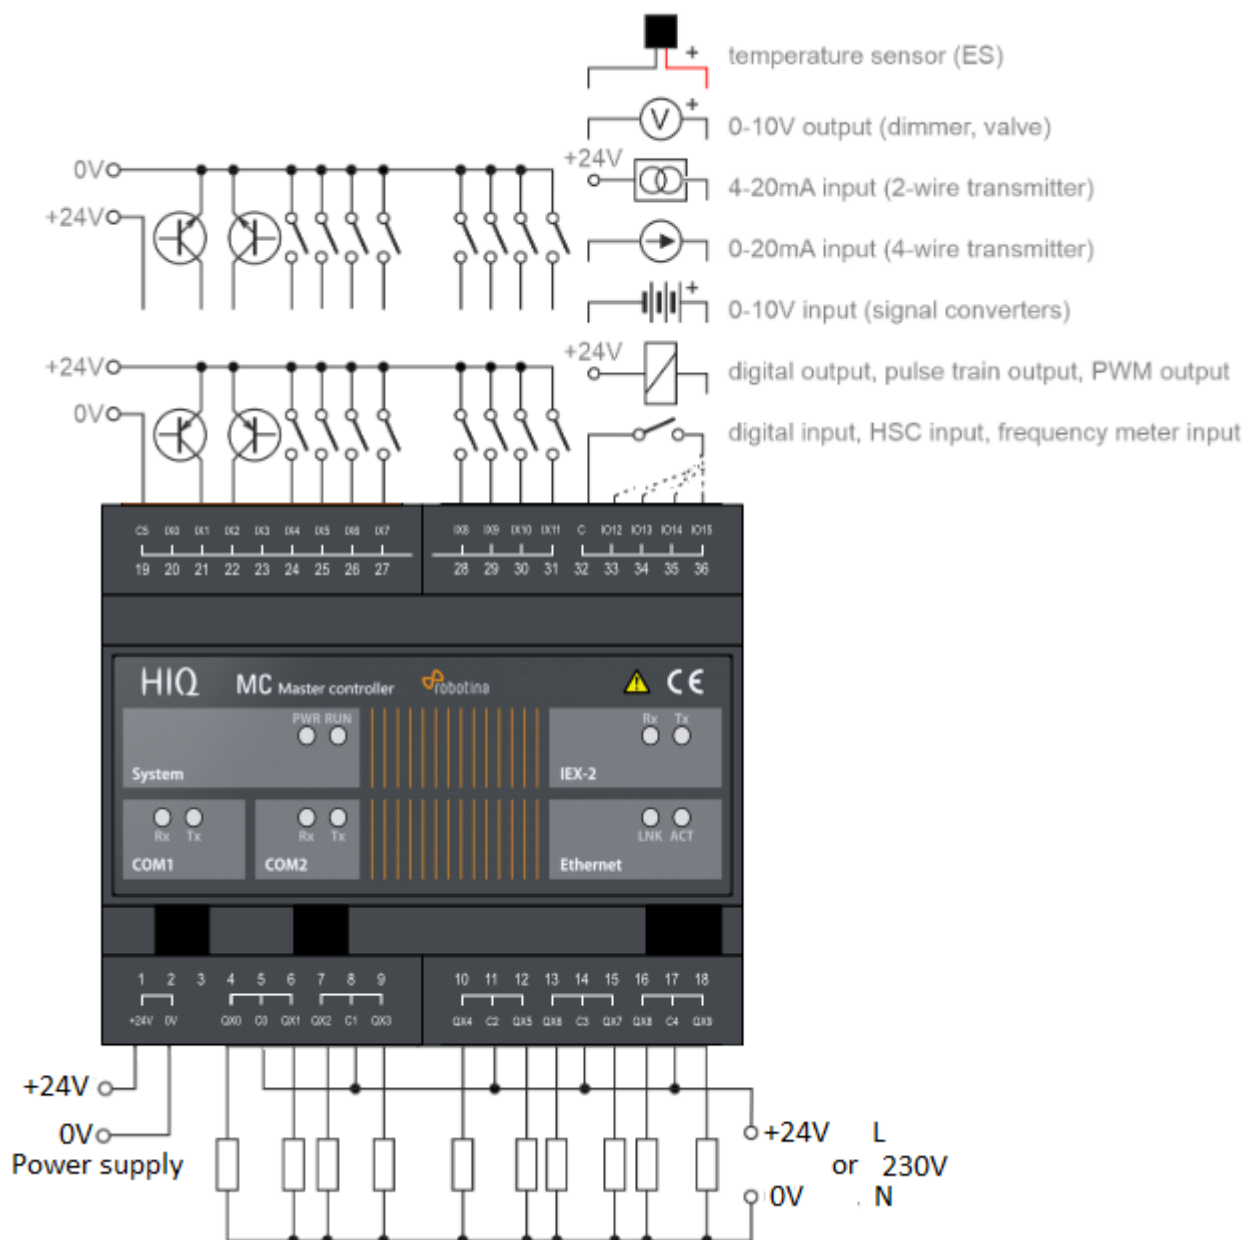 +
temperature sensor (ES)
+
0-10V output (dimmer, valve)
+24V
4-20mA input (2-wire transmitter)
0V
+24V
0-20mA input (4-wire transmitter)
+
0-10V input (signal converters)
+24V
digital output, pulse train output, PWM output
+24V
0V
digital input, HSC input, frequency meter input
C5 IX0 IX1 IX2 IX3 IX4 IX5 IX6 IX7 IX8 IX9 IX10 IX11 C IO12 IO13 IO14 IO15
19 20 21 22 23 24 25 26 27 28 29 30 31 32 33 34 35 36
HIQ MC Master controller robotina CE
PWR RUN Rx Tx
System IEX-2
Rx Tx Rx Tx LNK ACT
COM1 COM2 Ethernet
1 2 3 4 5 6 7 8 9 10 11 12 13 14 15 16 17 18
+24V 0V QX0 C0 QX1 QX2 C1 QX3 QX4 C2 QX5 QX6 C3 QX7 QX8 C4 QX9
+24V
0V
Power supply
+24V L
or 230V
0V N